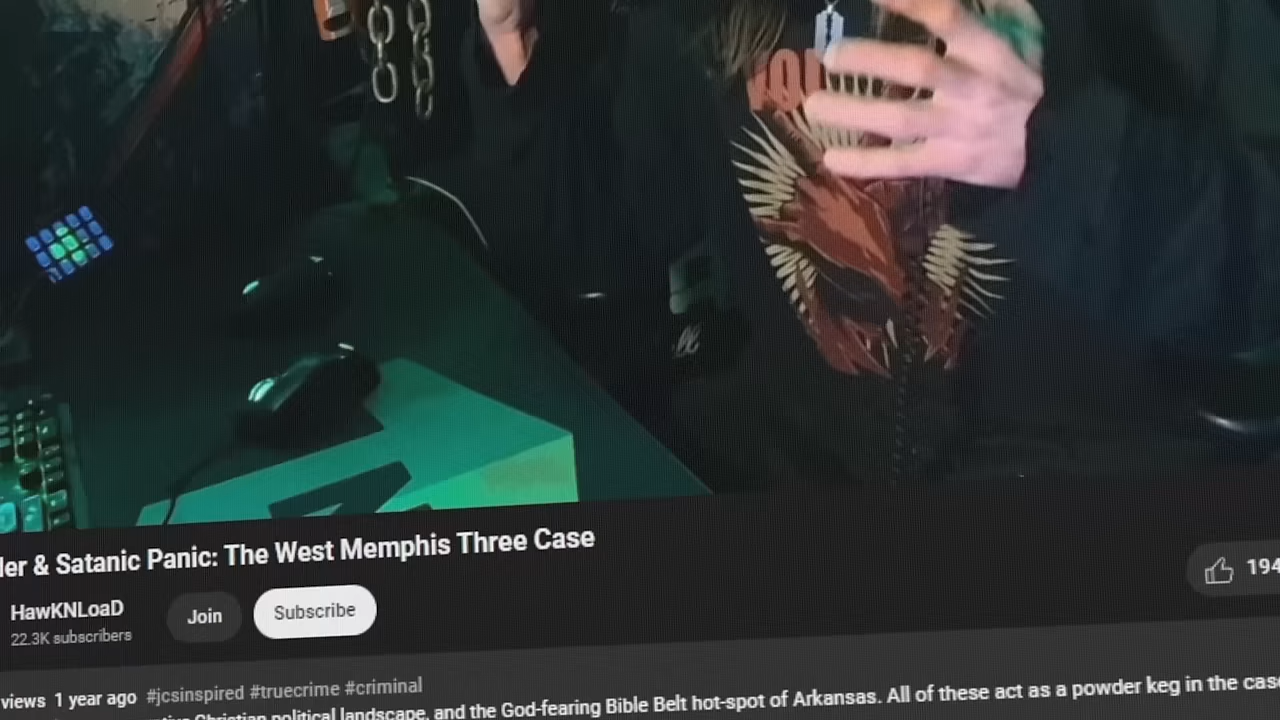 ler & Satanic Panic: The West Memphis Three Case
HawKNLoaD
Join
Subscribe
194
22.3K subscribers
views 1 year ago #jcsinspired #truecrime #criminal
Christian political landscape, and the God-fearing Bible Belt hot-spot of Arkansas. All of these act as a powder keg in the case